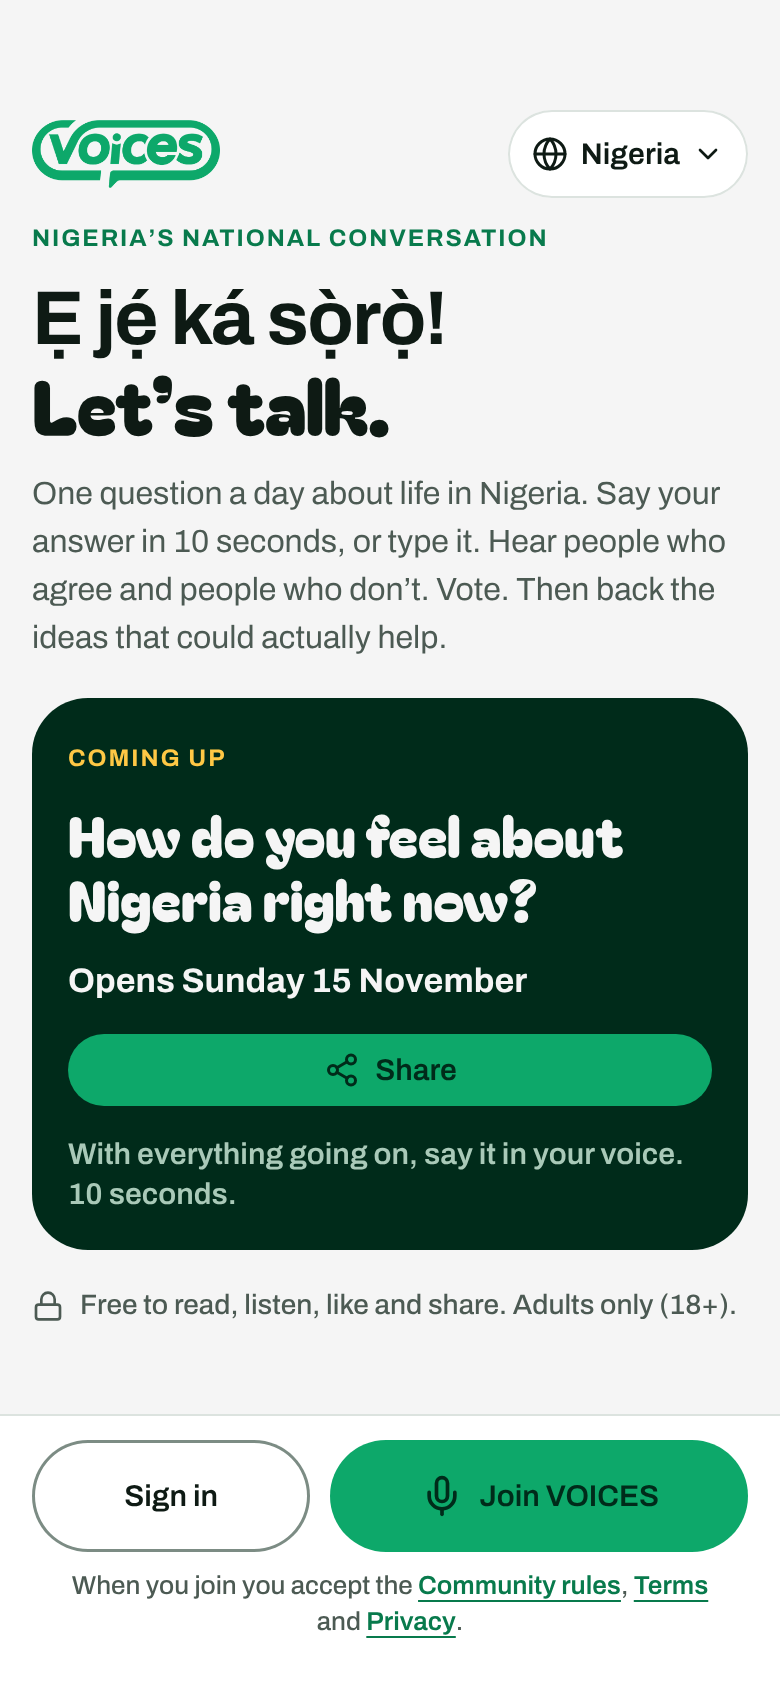 Voices
Nigeria
NIGERIA’S NATIONAL CONVERSATION
Ẹ jẹ́ ká sọ̀rọ̀!
Let’s talk.
One question a day about life in Nigeria. Say your
answer in 10 seconds, or type it. Hear people who
agree and people who don’t. Vote. Then back the
ideas that could actually help.
COMING UP
How do you feel about
Nigeria right now?
Opens Sunday 15 November
Share
With everything going on, say it in your voice.
10 seconds.
Free to read, listen, like and share. Adults only (18+).
Sign in
Join VOICES
When you join you accept the Community rules, Terms
and Privacy.